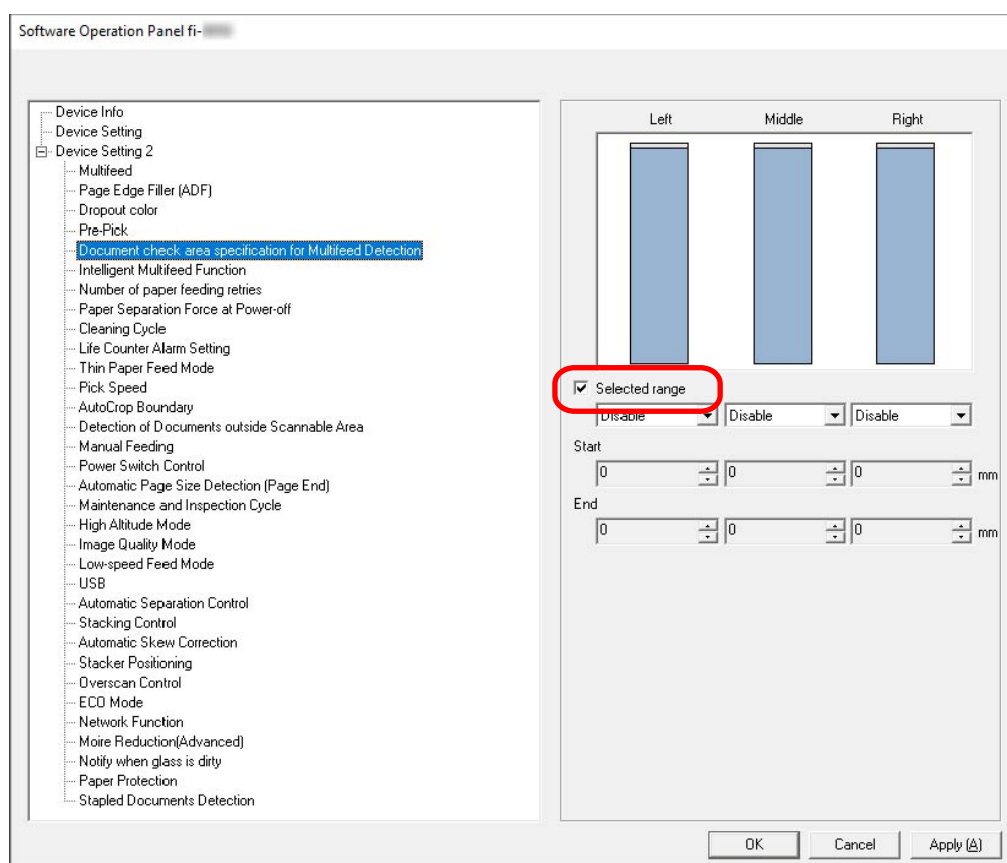 Software Operation Panel fi-
Device Info
Device Setting
Device Setting 2
Multifeed
Page Edge Filler (ADF)
Dropout color
Pre-Pick
Document check area specification for Multifeed Detection
Intelligent Multifeed Function
Number of paper feeding retries
Paper Separation Force at Power-off
Cleaning Cycle
Life Counter Alarm Setting
Thin Paper Feed Mode
Pick Speed
AutoCrop Boundary
Detection of Documents outside Scannable Area
Manual Feeding
Power Switch Control
Automatic Page Size Detection (Page End)
Maintenance and Inspection Cycle
High Altitude Mode
Image Quality Mode
Low-speed Feed Mode
USB
Automatic Separation Control
Stacking Control
Automatic Skew Correction
Stacker Positioning
Overscan Control
ECO Mode
Network Function
Moire Reduction(Advanced)
Notify when glass is dirty
Paper Protection
Stapled Documents Detection
Left Middle Right
Selected range
Disable Disable Disable
Start
0 0 0 mm
End
0 0 0 mm
OK Cancel Apply (A)